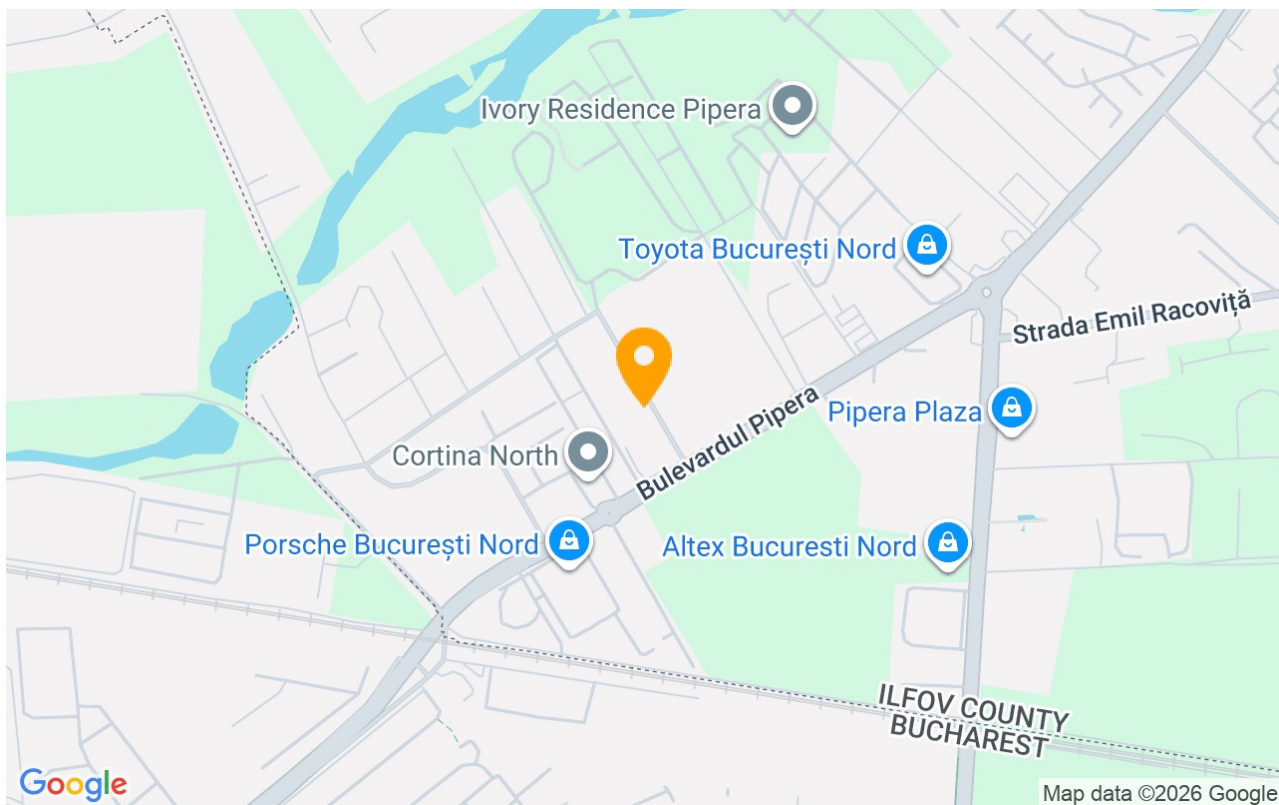 Ivory Residence Pipera
Toyota București Nord
Strada Emil Racoviță
Bulevardul Pipera
Pipera Plaza
Cortina North
Porsche București Nord
Altex Bucuresti Nord
ILFOV COUNTY
BUCHAREST
Google
Map data ©2026 Google